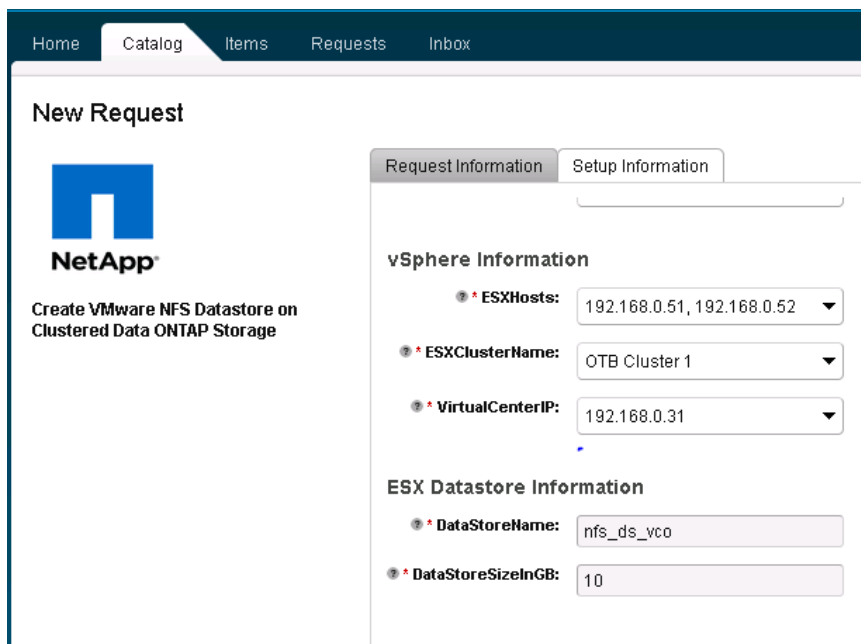 Home Catalog Items Requests Inbox
New Request
NetApp
Create VMware NFS Datastore on
Clustered Data ONTAP Storage
Request Information Setup Information
vSphere Information
* ESXHosts: 192.168.0.51, 192.168.0.52
* ESXClusterName: OTB Cluster 1
* VirtualCenterIP: 192.168.0.31
ESX Datastore Information
* DataStoreName: nfs_ds_vco
* DataStoreSizeInGB: 10